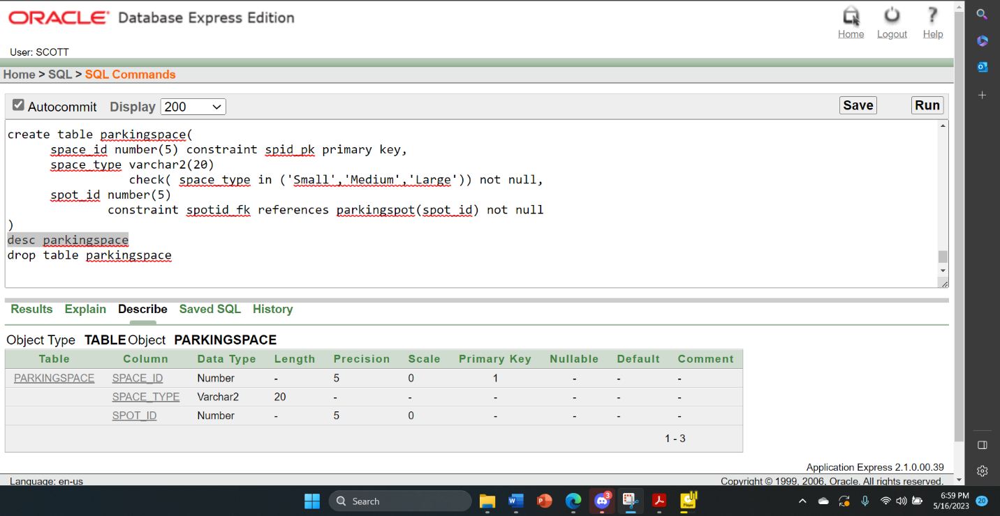 ORACLE® Database Express Edition
Home Logout Help
User: SCOTT
Home > SQL > SQL Commands
Autocommit Display 200 Save Run
create table parkingspace(
space_id number(5) constraint spid_pk primary key,
space_type varchar2(20)
check( space_type in ('Small','Medium','Large')) not null,
spot_id number(5)
constraint spotid_fk references parkingspot(spot_id) not null
)
desc parkingspace
drop table parkingspace
Results Explain Describe Saved SQL History
Object Type TABLE Object PARKINGSPACE
Table Column Data Type Length Precision Scale Primary Key Nullable Default Comment
PARKINGSPACE SPACE_ID Number - 5 0 1 - - -
SPACE_TYPE Varchar2 20 - - - - - -
SPOT_ID Number - 5 0 - - - -
1 - 3
Application Express 2.1.0.00.39
Language: en-us Copyright © 1999, 2006, Oracle. All rights reserved.
Search 3 6:59 PM
5/16/2023 20